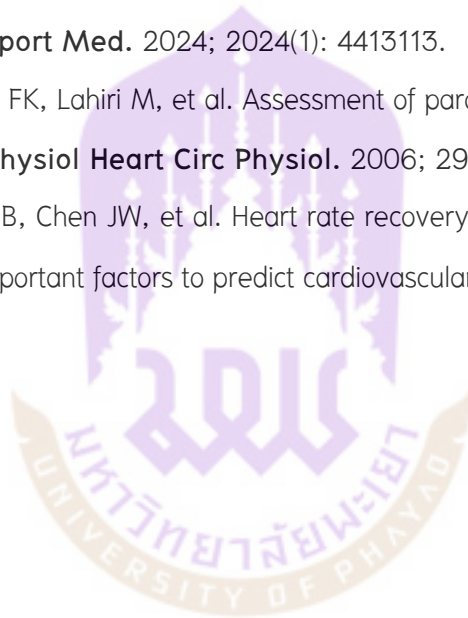 port Med. 2024; 2024(1): 4413113.
FK, Lahiri M, et al. Assessment of para
hysiol Heart Circ Physiol. 2006; 29
B, Chen JW, et al. Heart rate recovery
portant factors to predict cardiovascular
มหาวิทยาลัยพะเยา
UNIVERSITY OF PHAYAO